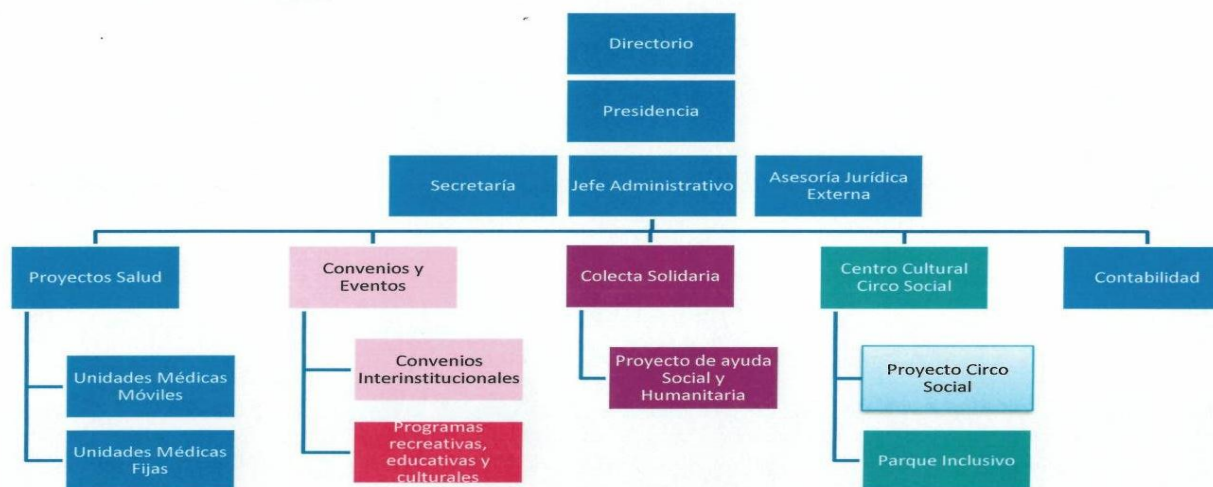 Directorio
Presidencia
Secretaría
Jefe Administrativo
Asesoría Jurídica
Externa
Proyectos Salud
Convenios y
Eventos
Colecta Solidaria
Centro Cultural
Circo Social
Contabilidad
Unidades Médicas
Móviles
Convenios
Interinstitucionales
Proyecto de ayuda
Social y
Humanitaria
Proyecto Circo
Social
Unidades Médicas
Fijas
Programas
recreativas,
educativas y
culturales
Parque Inclusivo